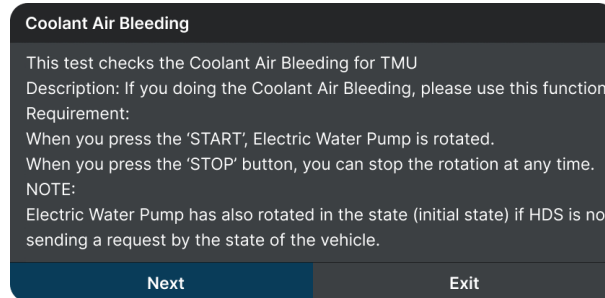 Coolant Air Bleeding
This test checks the Coolant Air Bleeding for TMU
Description: If you doing the Coolant Air Bleeding, please use this function
Requirement:
When you press the ‘START’, Electric Water Pump is rotated.
When you press the ‘STOP’ button, you can stop the rotation at any time.
NOTE:
Electric Water Pump has also rotated in the state (initial state) if HDS is no
sending a request by the state of the vehicle.
Next
Exit